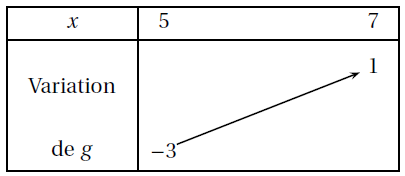 x 5 7
1
Variation
de g −3